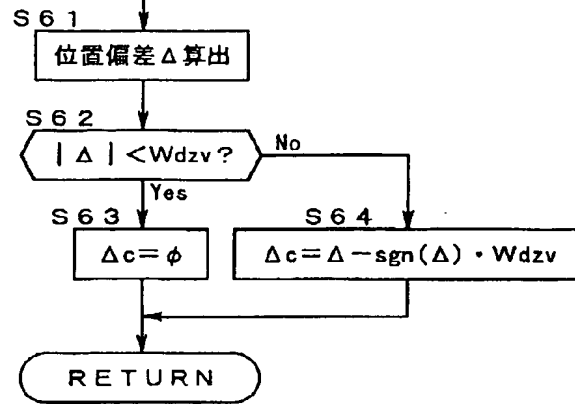 S61
位置偏差Δ算出
S62
|Δ|<Wdzv?
No
Yes
S63
Δc=φ
S64
Δc=Δ-sgn(Δ)・Wdzv
RETURN